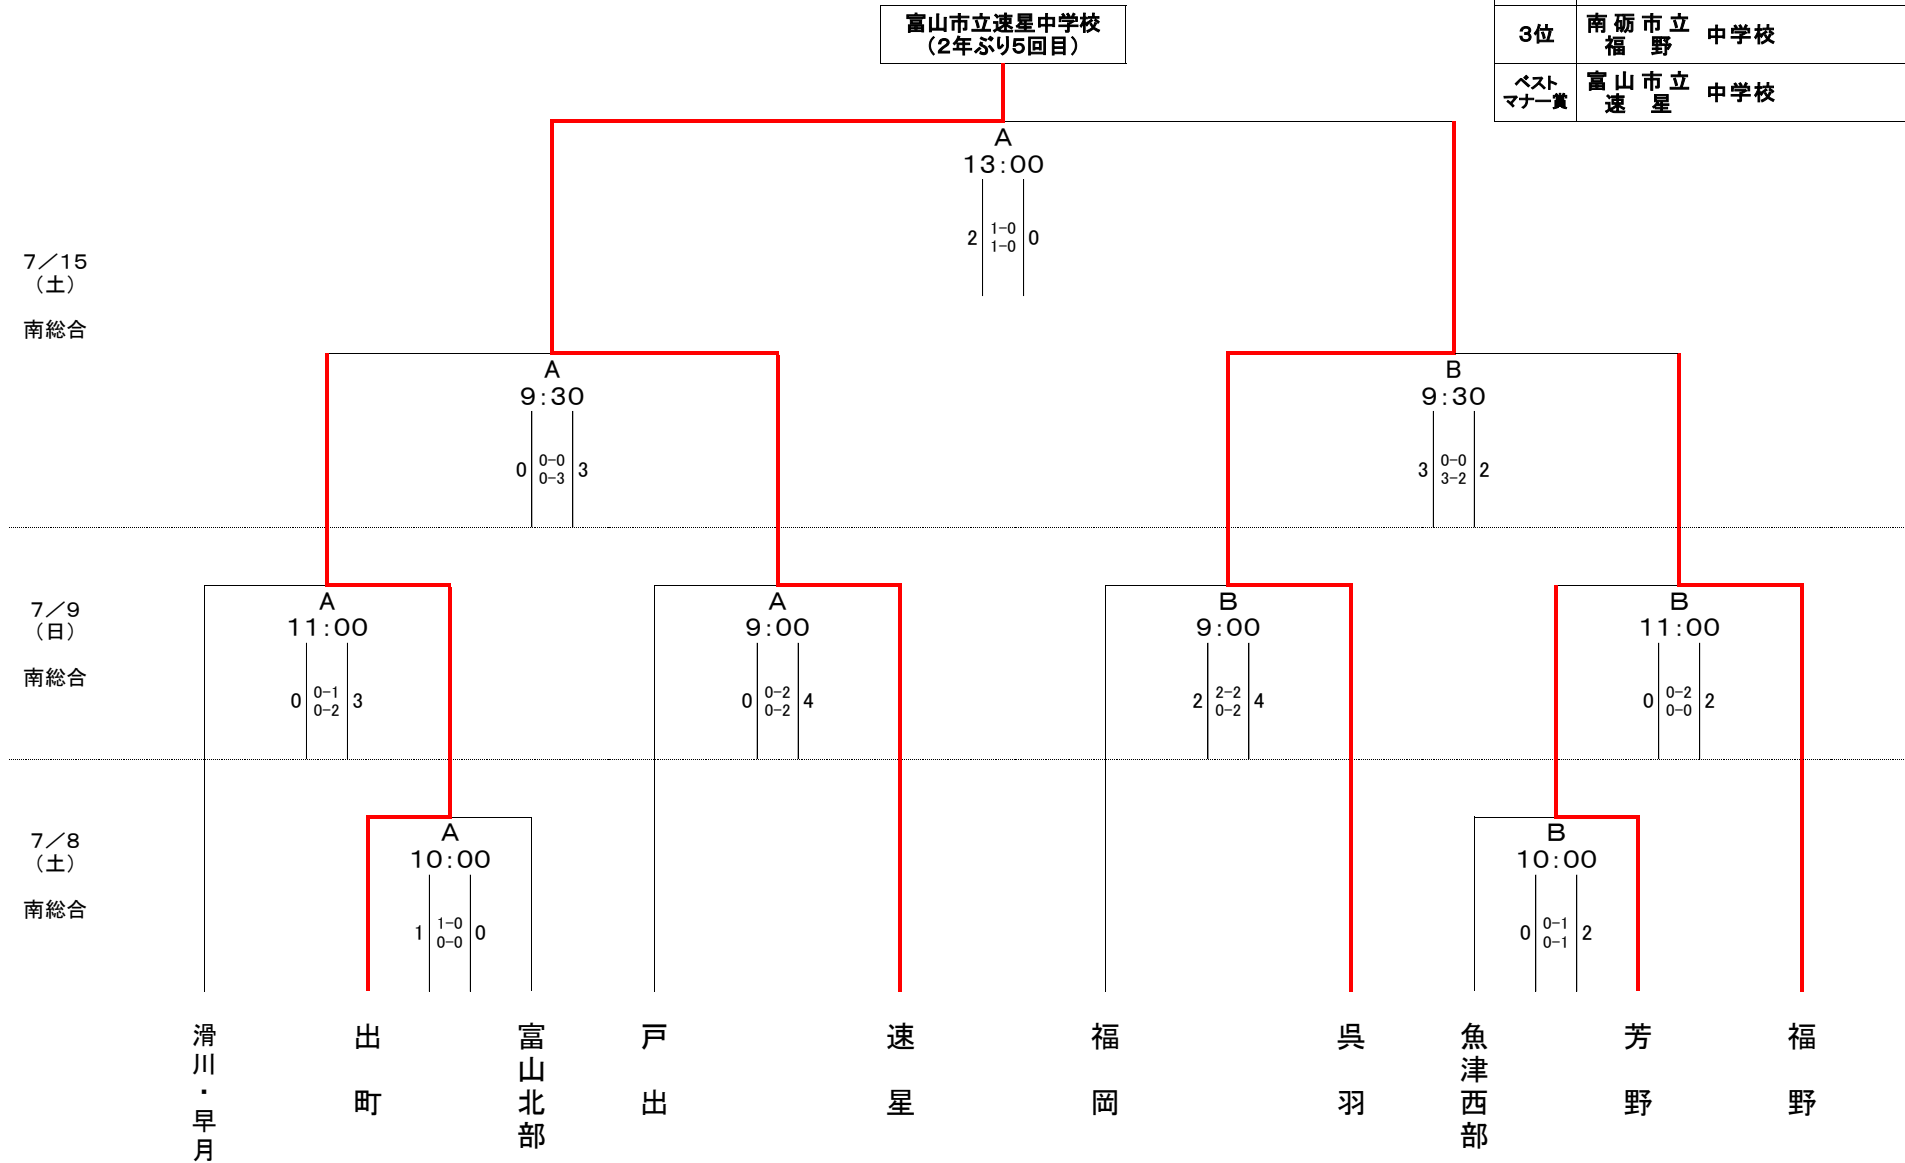 富山市立速星中学校
（2年ぶり5回目）
3位
南砺市立
福野
中学校
ベスト
マナー賞
富山市立
速星
中学校
A
13：00
2
1-0
1-0
0
7／15
（土）
南総合
A
9：30
0
0-0
0-3
3
B
9：30
3
0-0
3-2
2
7／9
（日）
南総合
A
11：00
0
0-1
0-2
3
A
9：00
0
0-2
0-2
4
B
9：00
2
2-2
0-2
4
B
11：00
0
0-2
0-0
2
7／8
（土）
南総合
A
10：00
1
1-0
0-0
0
B
10：00
0
0-1
0-1
2
滑川・早月
出町
富山北部
戸出
速星
福岡
呉羽
魚津西部
芳野
福野